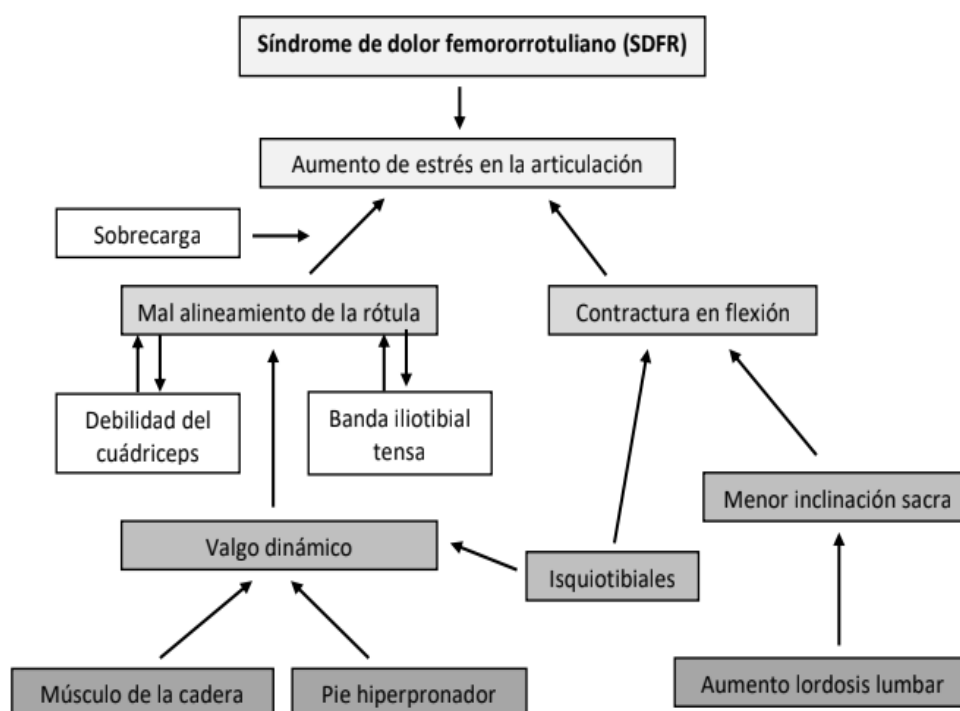 Síndrome de dolor femororrotuliano (SDFR)
Aumento de estrés en la articulación
Sobrecarga
Mal alineamiento de la rótula
Contractura en flexión
Debilidad del
cuádriceps
Banda iliotibial
tensa
Menor inclinación sacra
Valgo dinámico
Isquiotibiales
Músculo de la cadera
Pie hiperpronador
Aumento lordosis lumbar